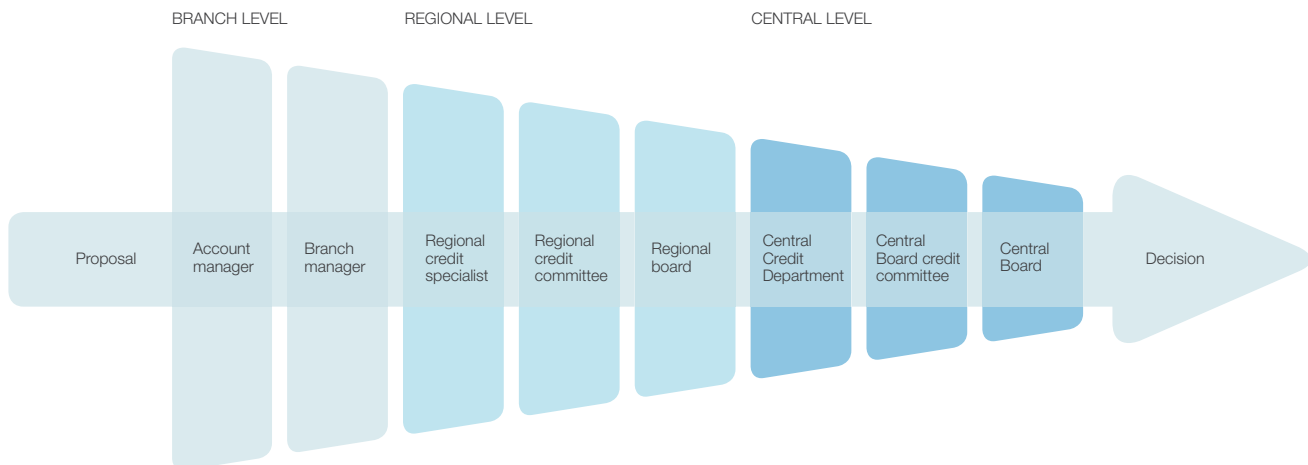 BRANCH LEVEL
REGIONAL LEVEL
CENTRAL LEVEL
Proposal
Account
manager
Branch
manager
Regional
credit
specialist
Regional
credit
committee
Regional
board
Central
Credit
Department
Central
Board credit
committee
Central
Board
Decision